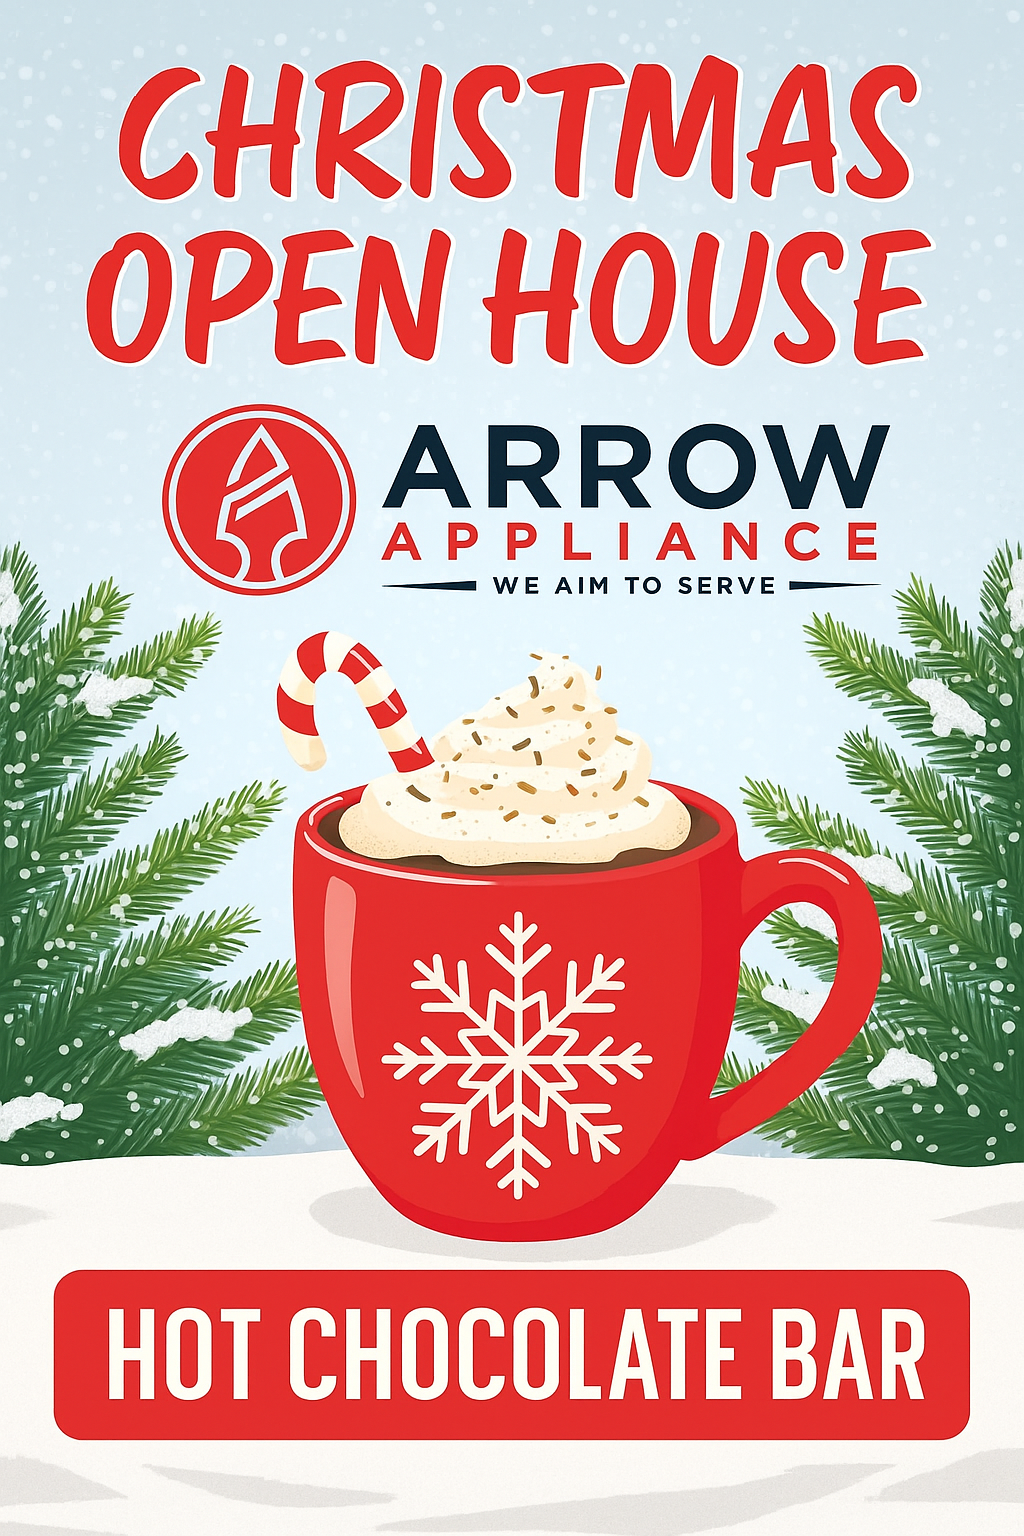 CHRISTMAS
OPEN HOUSE
ARROW
APPLIANCE
WE AIM TO SERVE
HOT CHOCOLATE BAR